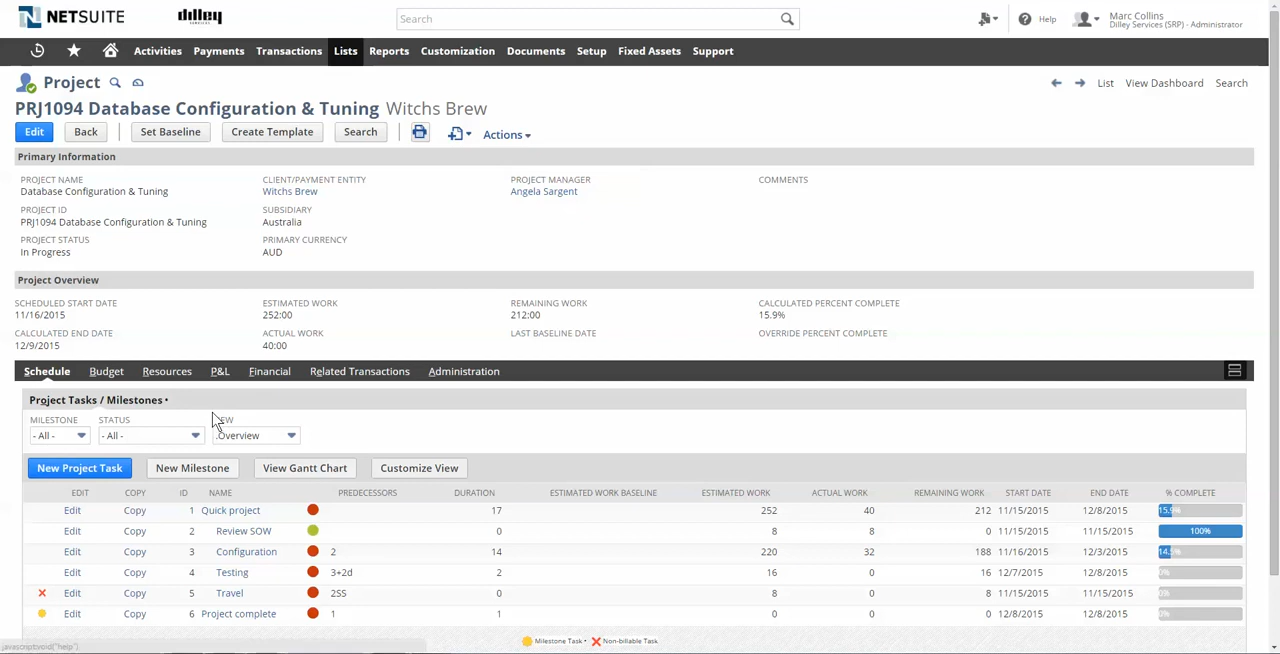 NETSUITE dilley SERVICES Search Help Marc Collins
Dilley Services (SRP) - Administrator
Activities Payments Transactions Lists Reports Customization Documents Setup Fixed Assets Support
Project List View Dashboard Search
PRJ1094 Database Configuration & Tuning Witchs Brew
Edit Back Set Baseline Create Template Search Actions
Primary Information
PROJECT NAME CLIENT/PAYMENT ENTITY PROJECT MANAGER COMMENTS
Database Configuration & Tuning Witchs Brew Angela Sargent
PROJECT ID SUBSIDIARY
PRJ1094 Database Configuration & Tuning Australia
PROJECT STATUS PRIMARY CURRENCY
In Progress AUD
Project Overview
SCHEDULED START DATE ESTIMATED WORK REMAINING WORK CALCULATED PERCENT COMPLETE
11/16/2015 252:00 212:00 15.9%
CALCULATED END DATE ACTUAL WORK LAST BASELINE DATE OVERRIDE PERCENT COMPLETE
12/9/2015 40:00
Schedule Budget Resources P&L Financial Related Transactions Administration
Project Tasks / Milestones •
MILESTONE STATUS
- All - - All - Overview
New Project Task New Milestone View Gantt Chart Customize View
EDIT COPY ID NAME PREDECESSORS DURATION ESTIMATED WORK BASELINE ESTIMATED WORK ACTUAL WORK REMAINING WORK START DATE END DATE % COMPLETE
Edit Copy 1 Quick project 17 252 40 212 11/15/2015 12/8/2015 15.9%
Edit Copy 2 Review SOW 0 8 8 0 11/15/2015 11/15/2015 100%
Edit Copy 3 Configuration 2 14 220 32 188 11/16/2015 12/3/2015 14.5%
Edit Copy 4 Testing 3+2d 2 16 0 16 12/7/2015 12/8/2015 0%
Edit Copy 5 Travel 2SS 0 8 0 8 11/15/2015 11/15/2015 0%
Edit Copy 6 Project complete 1 1 0 0 0 12/8/2015 12/8/2015 0%
Milestone Task • Non-billable Task
javascript:void("help")